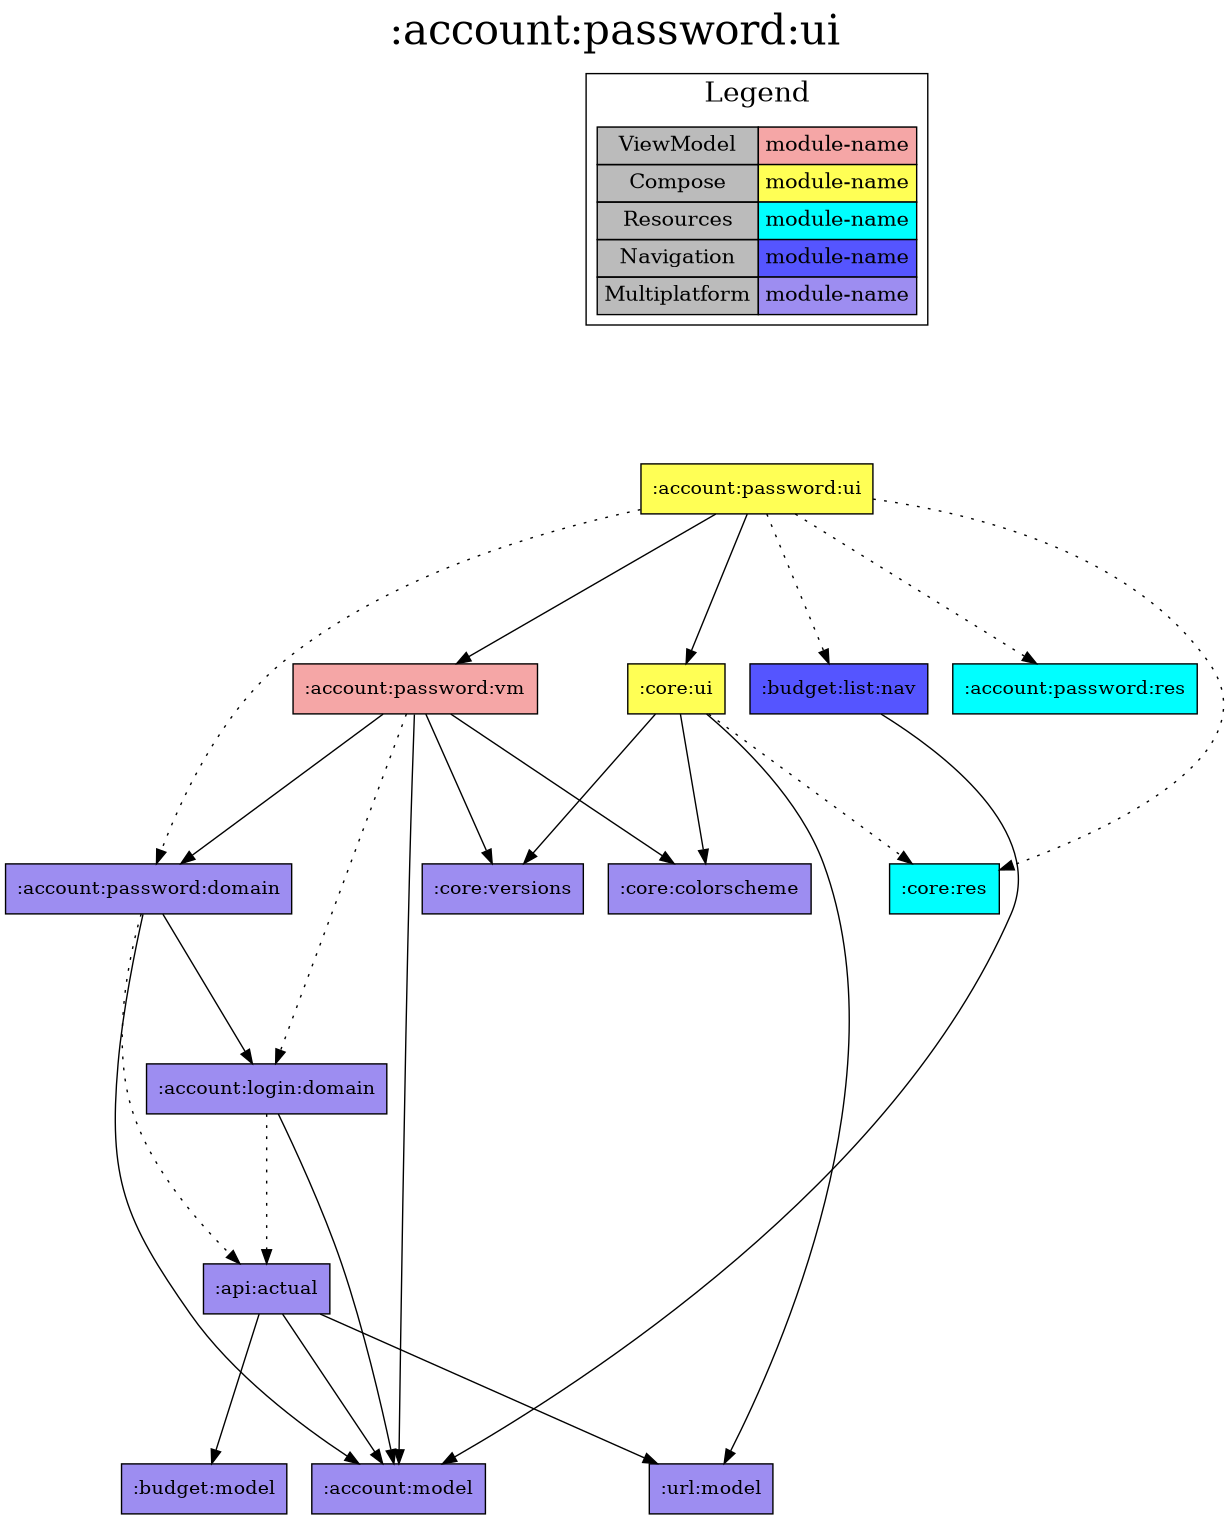 :account:password:ui
Legend
ViewModel module-name
Compose module-name
Resources module-name
Navigation module-name
Multiplatform module-name
:account:password:ui
:account:password:vm
:core:ui
:budget:list:nav
:account:password:res
:account:password:domain
:core:versions
:core:colorscheme
:core:res
:account:login:domain
:api:actual
:budget:model
:account:model
:url:model